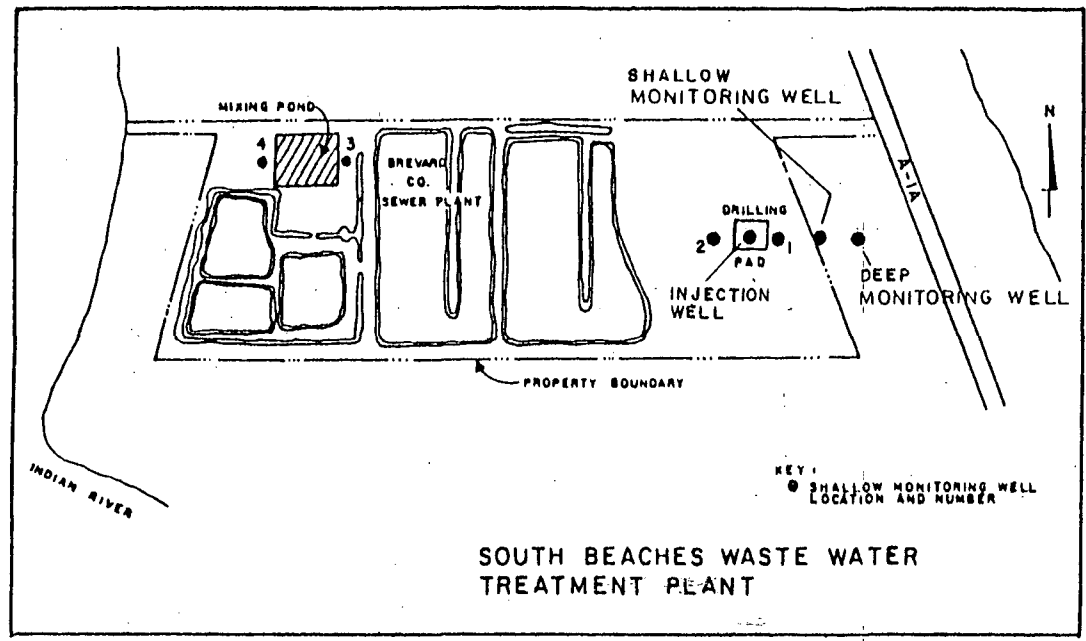 SHALLOW
MONITORING WELL
MIXING POND
N
4
3
BREVARD
CO.
SEWER PLANT
A-1A
DRILLING
2
1
PAD
INJECTION
WELL
DEEP
MONITORING WELL
PROPERTY BOUNDARY
INDIAN RIVER
KEY:
SHALLOW MONITORING WELL
LOCATION AND NUMBER
SOUTH BEACHES WASTE WATER
TREATMENT PLANT